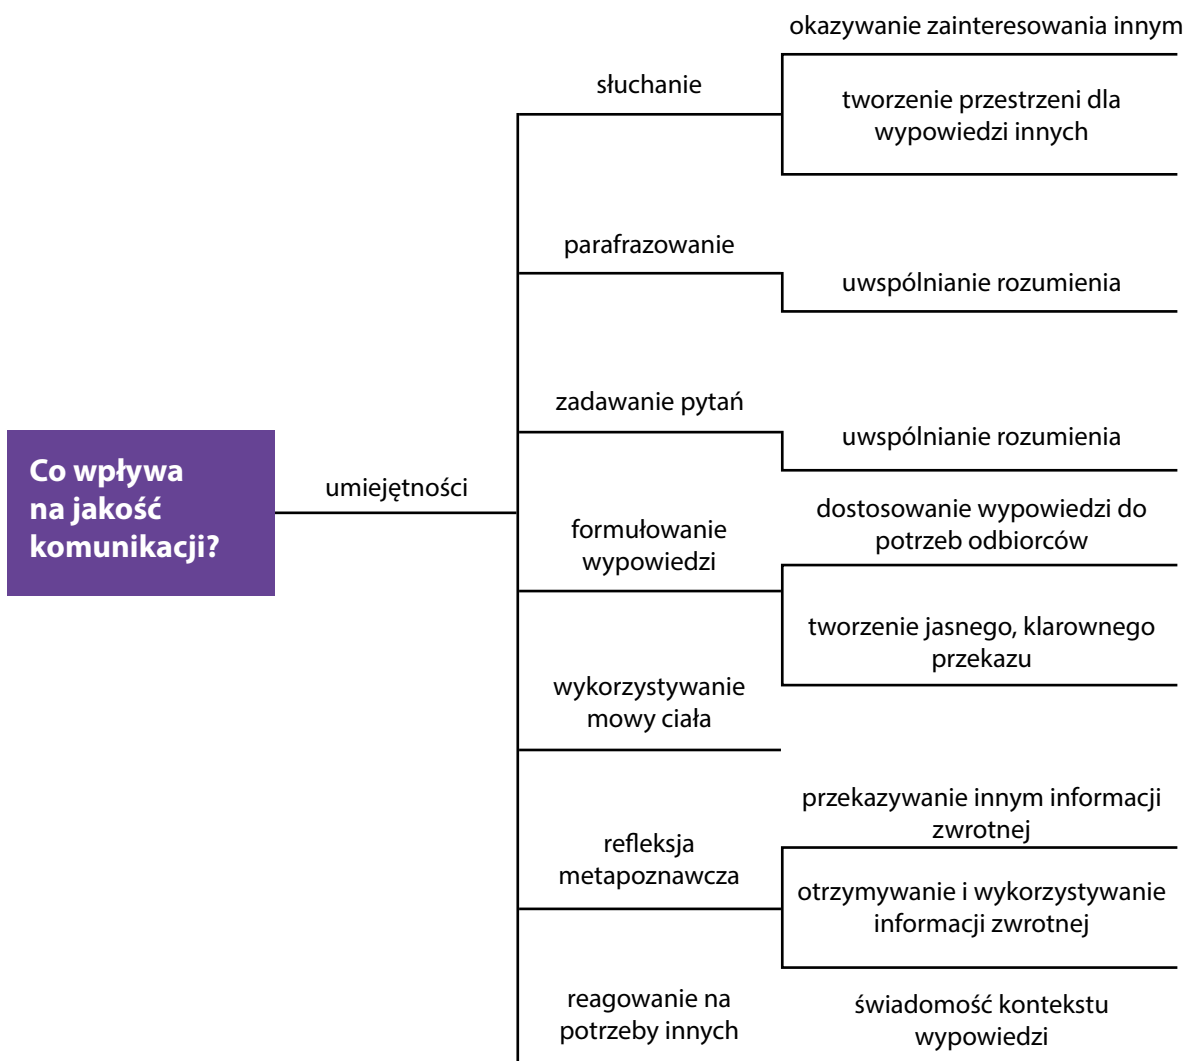 Co wpływa
na jakość
komunikacji?
umiejętności
słuchanie
okazywanie zainteresowania innym
tworzenie przestrzeni dla
wypowiedzi innych
parafrazowanie
uwspólnianie rozumienia
zadawanie pytań
uwspólnianie rozumienia
formułowanie
wypowiedzi
dostosowanie wypowiedzi do
potrzeb odbiorców
tworzenie jasnego, klarownego
przekazu
wykorzystywanie
mowy ciała
refleksja
metapoznawcza
przekazywanie innym informacji
zwrotnej
otrzymywanie i wykorzystywanie
informacji zwrotnej
reagowanie na
potrzeby innych
świadomość kontekstu
wypowiedzi